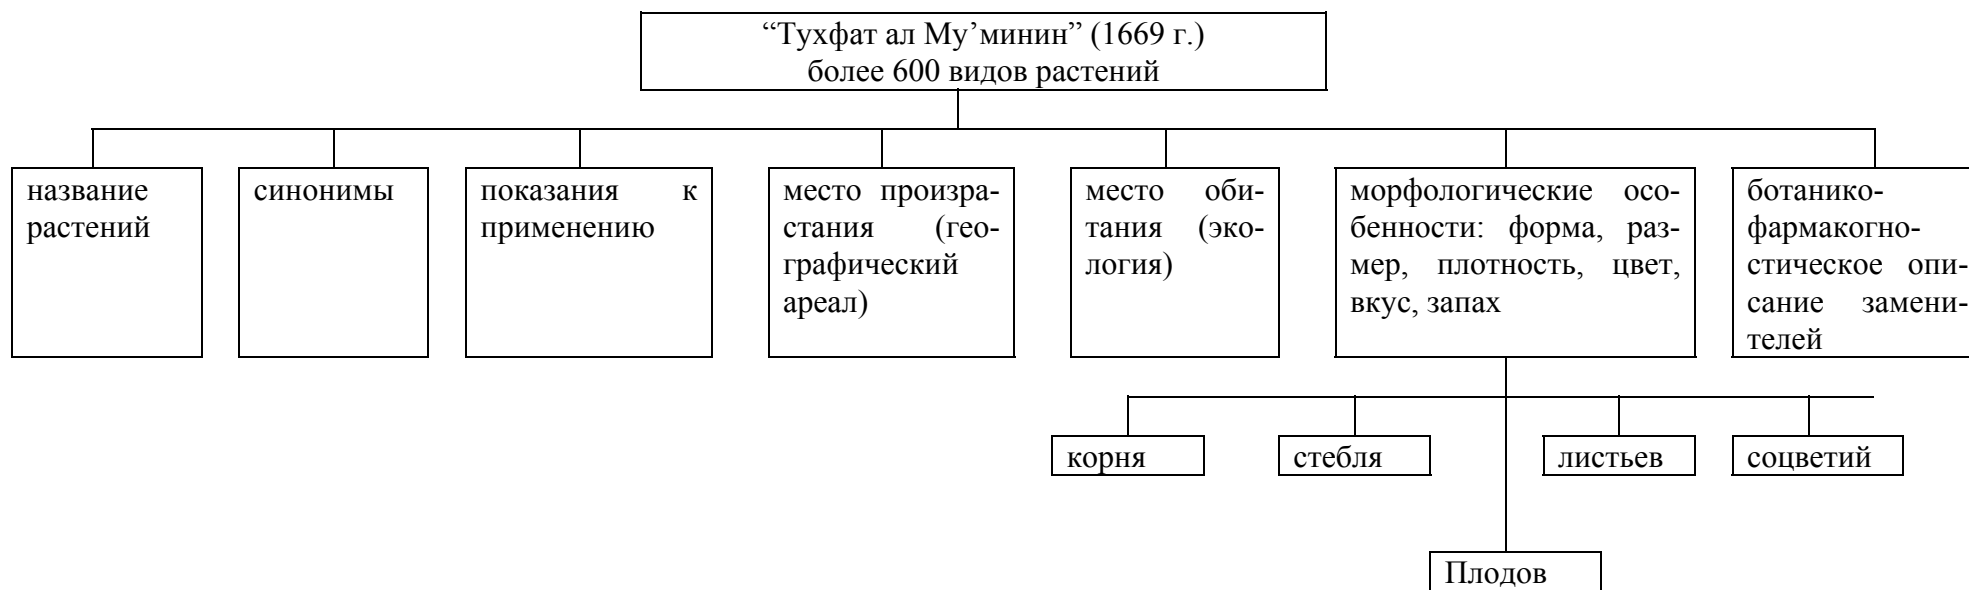 “Тухфат ал Му’минин” (1669 г.)
более 600 видов растений
название
растений
синонимы
показания к
применению
место произра-
стания (гео-
графический
ареал)
место оби-
тания (эко-
логия)
морфологические осо-
бенности: форма, раз-
мер, плотность, цвет,
вкус, запах
ботанико-
фармакогно-
стическое опи-
сание замени-
телей
корня
стебля
листьев
соцветий
Плодов